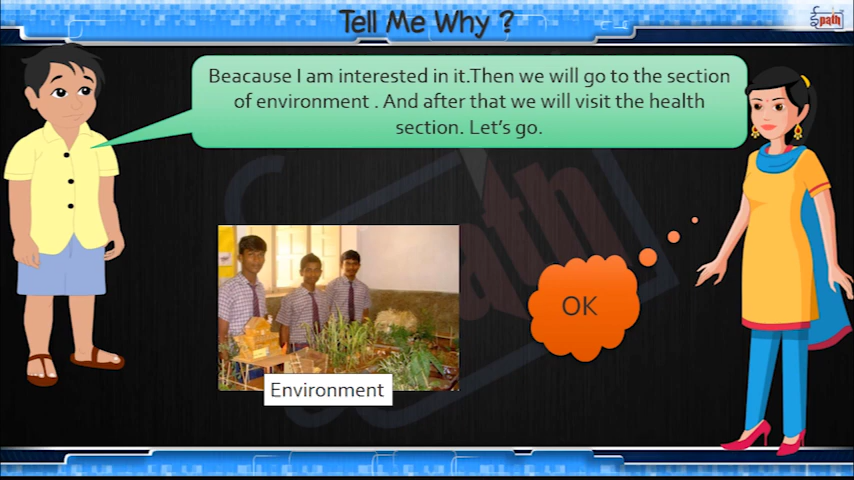 Tell Me Why ?
path
Beacause I am interested in it.Then we will go to the section
of environment . And after that we will visit the health
section. Let's go.
OK
Environment